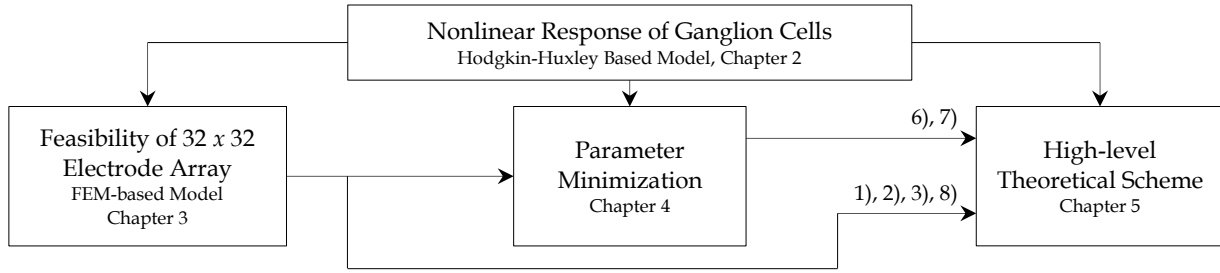 Nonlinear Response of Ganglion Cells
Hodgkin-Huxley Based Model, Chapter 2
Feasibility of 32 x 32
Electrode Array
FEM-based Model
Chapter 3
Parameter
Minimization
Chapter 4
6), 7)
1), 2), 3), 8)
High-level
Theoretical Scheme
Chapter 5